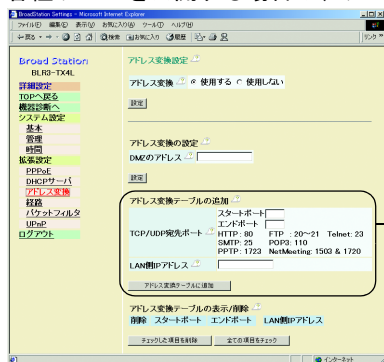 BroadStation Settings - Microsoft Internet Explorer
ファイル(F) 編集(E) 表示(V) お気に入り(A) ツール(T) ヘルプ(H)
戻る 検索 お気に入り 履歴
リンク
Broad Station
BLR3-TX4L
詳細設定
TOPへ戻る
機器診断へ
システム設定
基本
管理
時間
拡張設定
PPPoE
DHCPサーバ
アドレス変換
経路
パケットフィルタ
UPnP
ログアウト
アドレス変換設定
アドレス変換 使用する 使用しない
設定
アドレス変換の設定
DMZのアドレス
設定
アドレス変換テーブルの追加
スタートポート
エンドポート
TCP/UDP宛先ポート
HTTP: 80 FTP : 20~21 Telnet: 23
SMTP: 25 POP3: 110
PPTP: 1723 NetMeeting: 1503 & 1720
LAN側IPアドレス
アドレス変換テーブルに追加
アドレス変換テーブルの表示/削除
削除 スタートポート エンドポート LAN側IPアドレス
チェックした項目を削除 全ての項目をチェック
インターネット